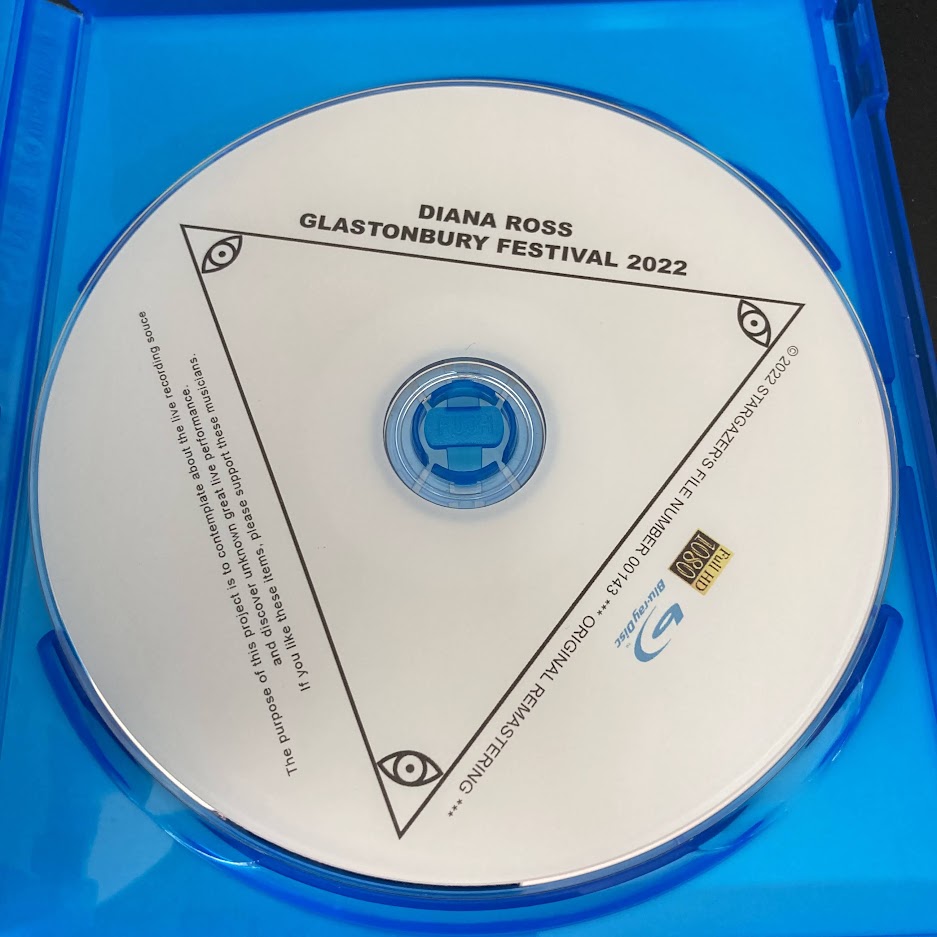 DIANA ROSS
GLASTONBURY FESTIVAL 2022
© 2022 STARGAZER'S FILE NUMBER 00143 *** ORIGINAL REMASTERING ***
Full HD
1080
Blu-ray Disc
TM
The purpose of this project is to contemplate about the live recording souce
and discover unknown great live performance.
If you like these items, please support these musicians.
PUSH